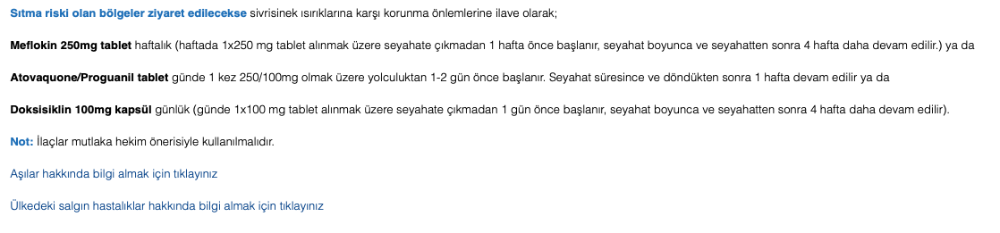 Sıtma riski olan bölgeler ziyaret edilecekse sivrisinek ısırıklarına karşı korunma önlemlerine ilave olarak;
Meflokin 250mg tablet haftalık (haftada 1x250 mg tablet alınmak üzere seyahate çıkmadan 1 hafta önce başlanır, seyahat boyunca ve seyahatten sonra 4 hafta daha devam edilir.) ya da
Atovaquone/Proguanil tablet günde 1 kez 250/100mg olmak üzere yolculuktan 1-2 gün önce başlanır. Seyahat süresince ve döndükten sonra 1 hafta devam edilir ya da
Doksisiklin 100mg kapsül günlük (günde 1x100 mg tablet alınmak üzere seyahate çıkmadan 1 gün önce başlanır, seyahat boyunca ve seyahatten sonra 4 hafta daha devam edilir).
Not: İlaçlar mutlaka hekim önerisiyle kullanılmalıdır.
Aşılar hakkında bilgi almak için tıklayınız
Ülkedeki salgın hastalıklar hakkında bilgi almak için tıklayınız